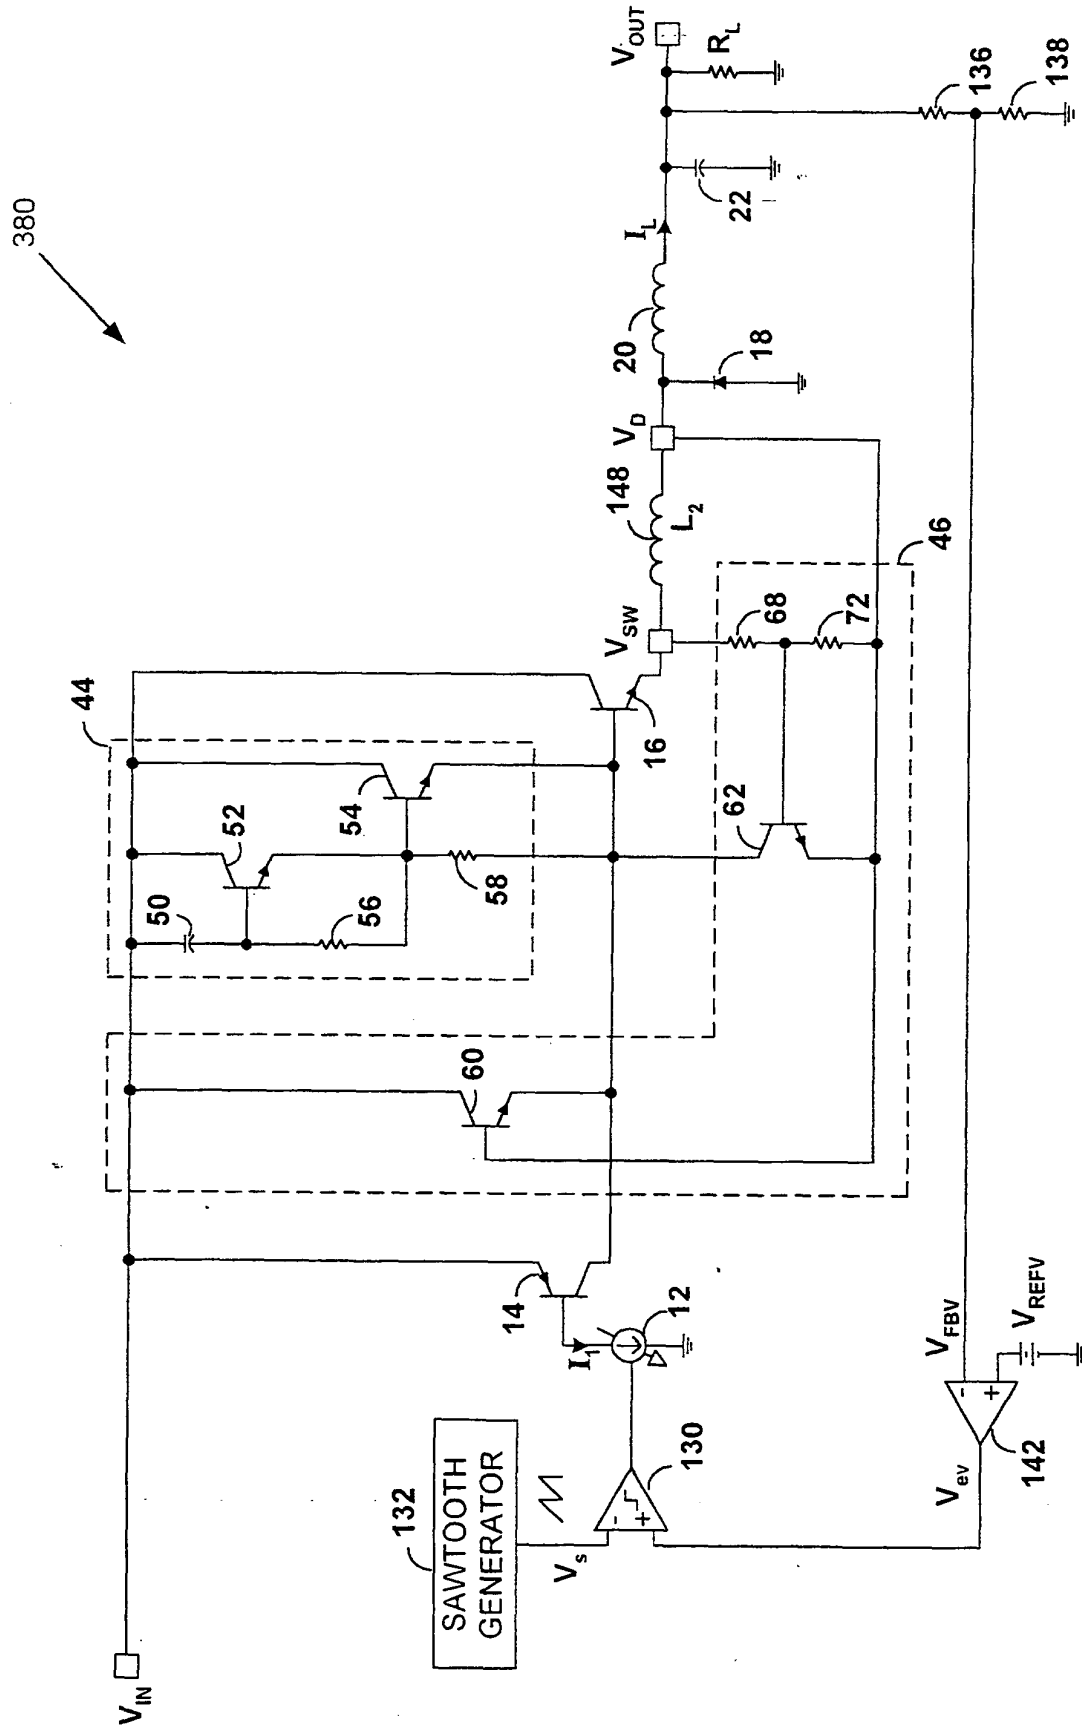 380
V_IN
44
50
52
54
56
58
60
14
I_1
12
16
V_SW
148
L_2
V_D
20
18
I_L
22
V_OUT
R_L
136
138
62
68
72
46
132
SAWTOOTH
GENERATOR
V_s
-
+
130
V_ev
142
-
+
V_FBV
V_REFV